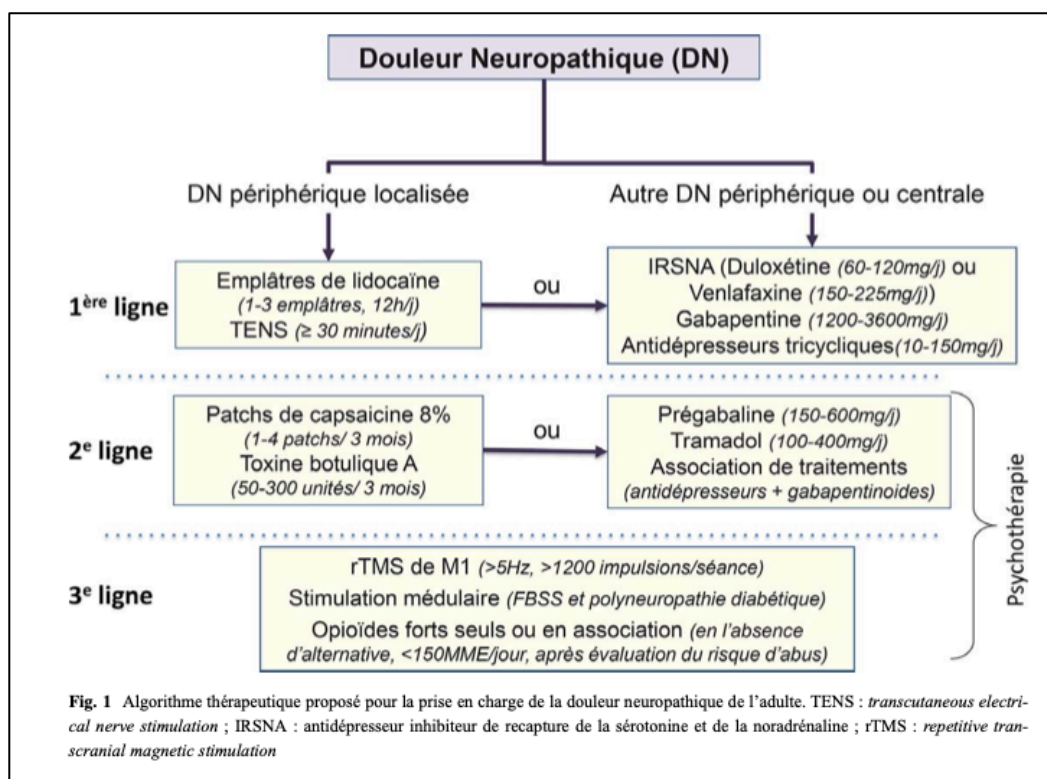 Douleur Neuropathique (DN)
DN périphérique localisée
Autre DN périphérique ou centrale
1ère ligne
Emplâtres de lidocaïne
(1-3 emplâtres, 12h/j)
TENS (≥ 30 minutes/j)
ou
IRSNA (Duloxétine (60-120mg/j) ou
Venlafaxine (150-225mg/j))
Gabapentine (1200-3600mg/j)
Antidépresseurs tricycliques(10-150mg/j)
2e ligne
Patchs de capsaicine 8%
(1-4 patchs/ 3 mois)
Toxine botulique A
(50-300 unités/ 3 mois)
ou
Prégabaline (150-600mg/j)
Tramadol (100-400mg/j)
Association de traitements
(antidépresseurs + gabapentinoides)
3e ligne
rTMS de M1 (>5Hz, >1200 impulsions/séance)
Stimulation médulaire (FBSS et polyneuropathie diabétique)
Opioïdes forts seuls ou en association (en l'absence
d'alternative, <150MME/jour, après évaluation du risque d'abus)
Psychothérapie
Fig. 1 Algorithme thérapeutique proposé pour la prise en charge de la douleur neuropathique de l'adulte. TENS : transcutaneous electri-
cal nerve stimulation ; IRSNA : antidépresseur inhibiteur de recapture de la sérotonine et de la noradrénaline ; rTMS : repetitive tran-
scranial magnetic stimulation